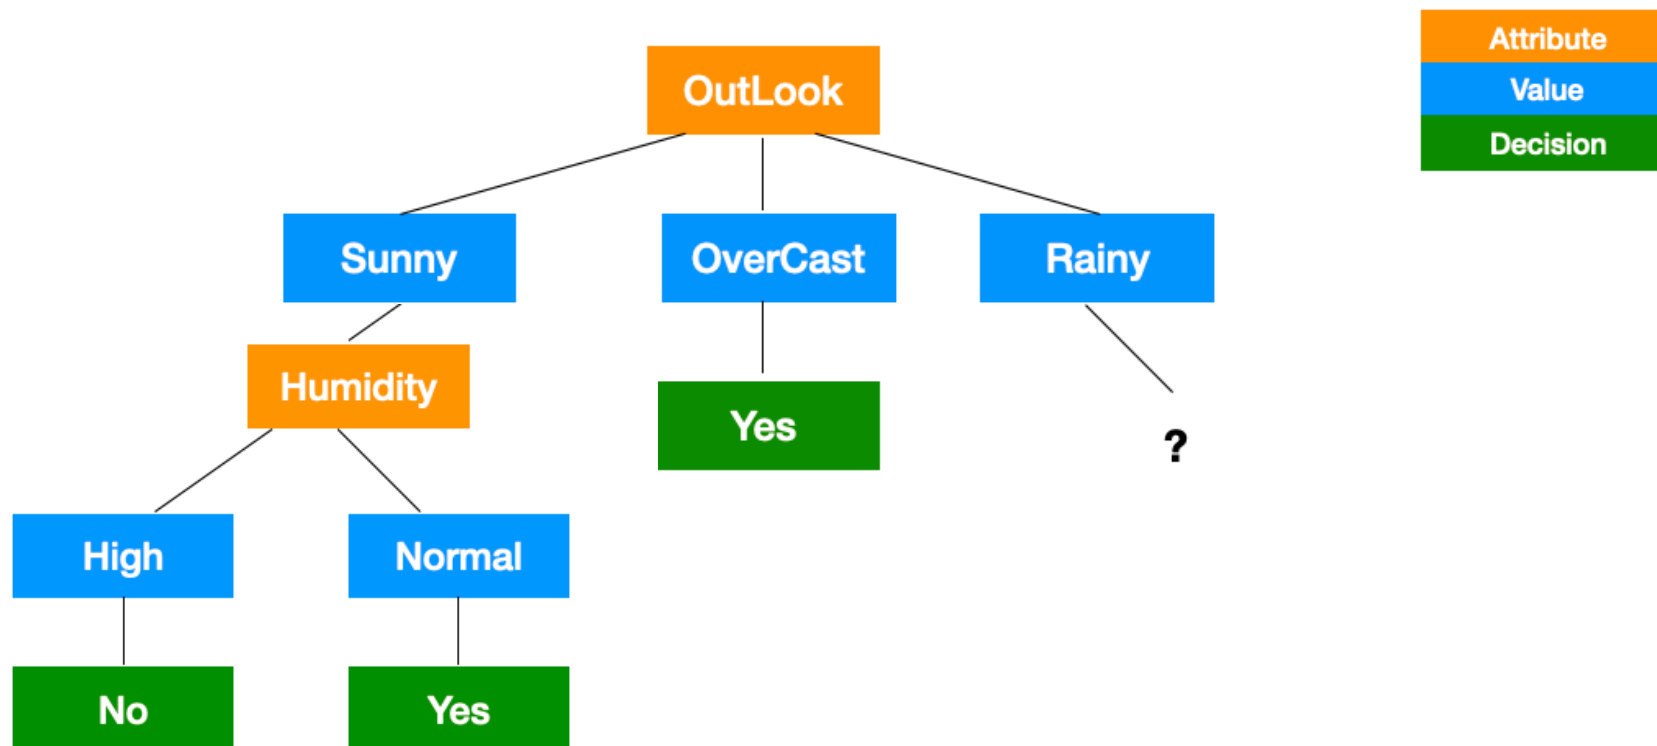 OutLook
Attribute
Value
Decision
Sunny
OverCast
Rainy
Humidity
Yes
?
High
Normal
No
Yes